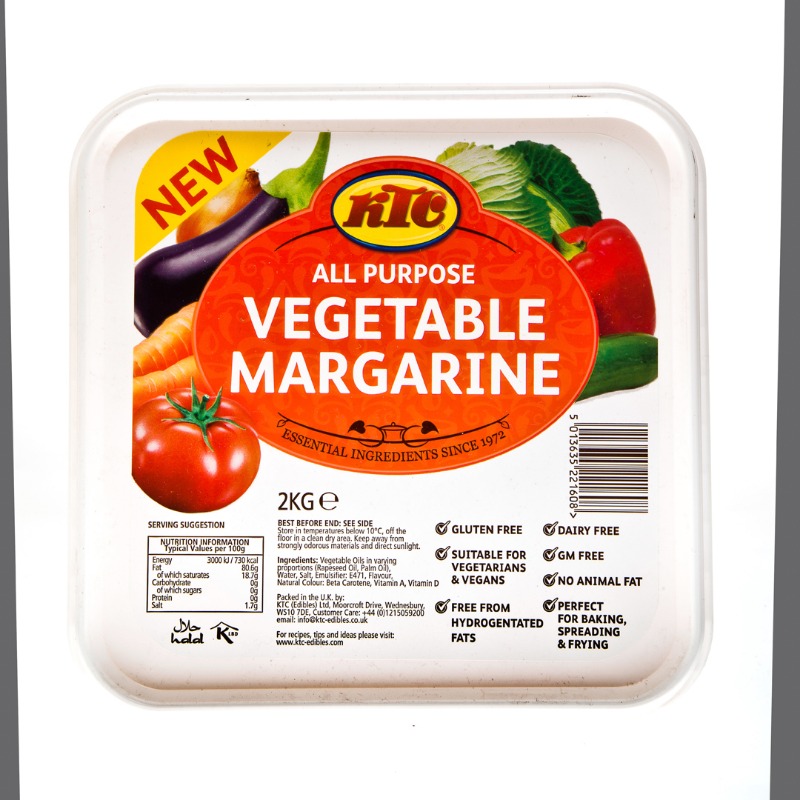 NEW
KTC
ALL PURPOSE
VEGETABLE
MARGARINE
ESSENTIAL INGREDIENTS SINCE 1972
5 013635 221608>
2KG ℮
SERVING SUGGESTION
NUTRITION INFORMATION
Typical Values per 100g
Energy 3000 kJ / 730 kcal
Fat 80.6g
of which saturates 18.7g
Carbohydrate 0g
of which sugars 0g
Protein 0g
Salt 1.7g
حلال
halal
K LBD
BEST BEFORE END: SEE SIDE
Store in temperatures below 10°C, off the
floor in a clean dry area. Keep away from
strongly odorous materials and direct sunlight.
Ingredients: Vegetable Oils in varying
proportions (Rapeseed Oil, Palm Oil),
Water, Salt, Emulsifier: E471, Flavour,
Natural Colour: Beta Carotene, Vitamin A, Vitamin D
Packed in the U.K. by:
KTC (Edibles) Ltd, Moorcroft Drive, Wednesbury,
WS10 7DE, Customer Care: +44 (0)1215059200
email: info@ktc-edibles.co.uk
For recipes, tips and ideas please visit:
www.ktc-edibles.com
GLUTEN FREE
SUITABLE FOR
VEGETARIANS
& VEGANS
FREE FROM
HYDROGENTATED
FATS
DAIRY FREE
GM FREE
NO ANIMAL FAT
PERFECT
FOR BAKING,
SPREADING
& FRYING